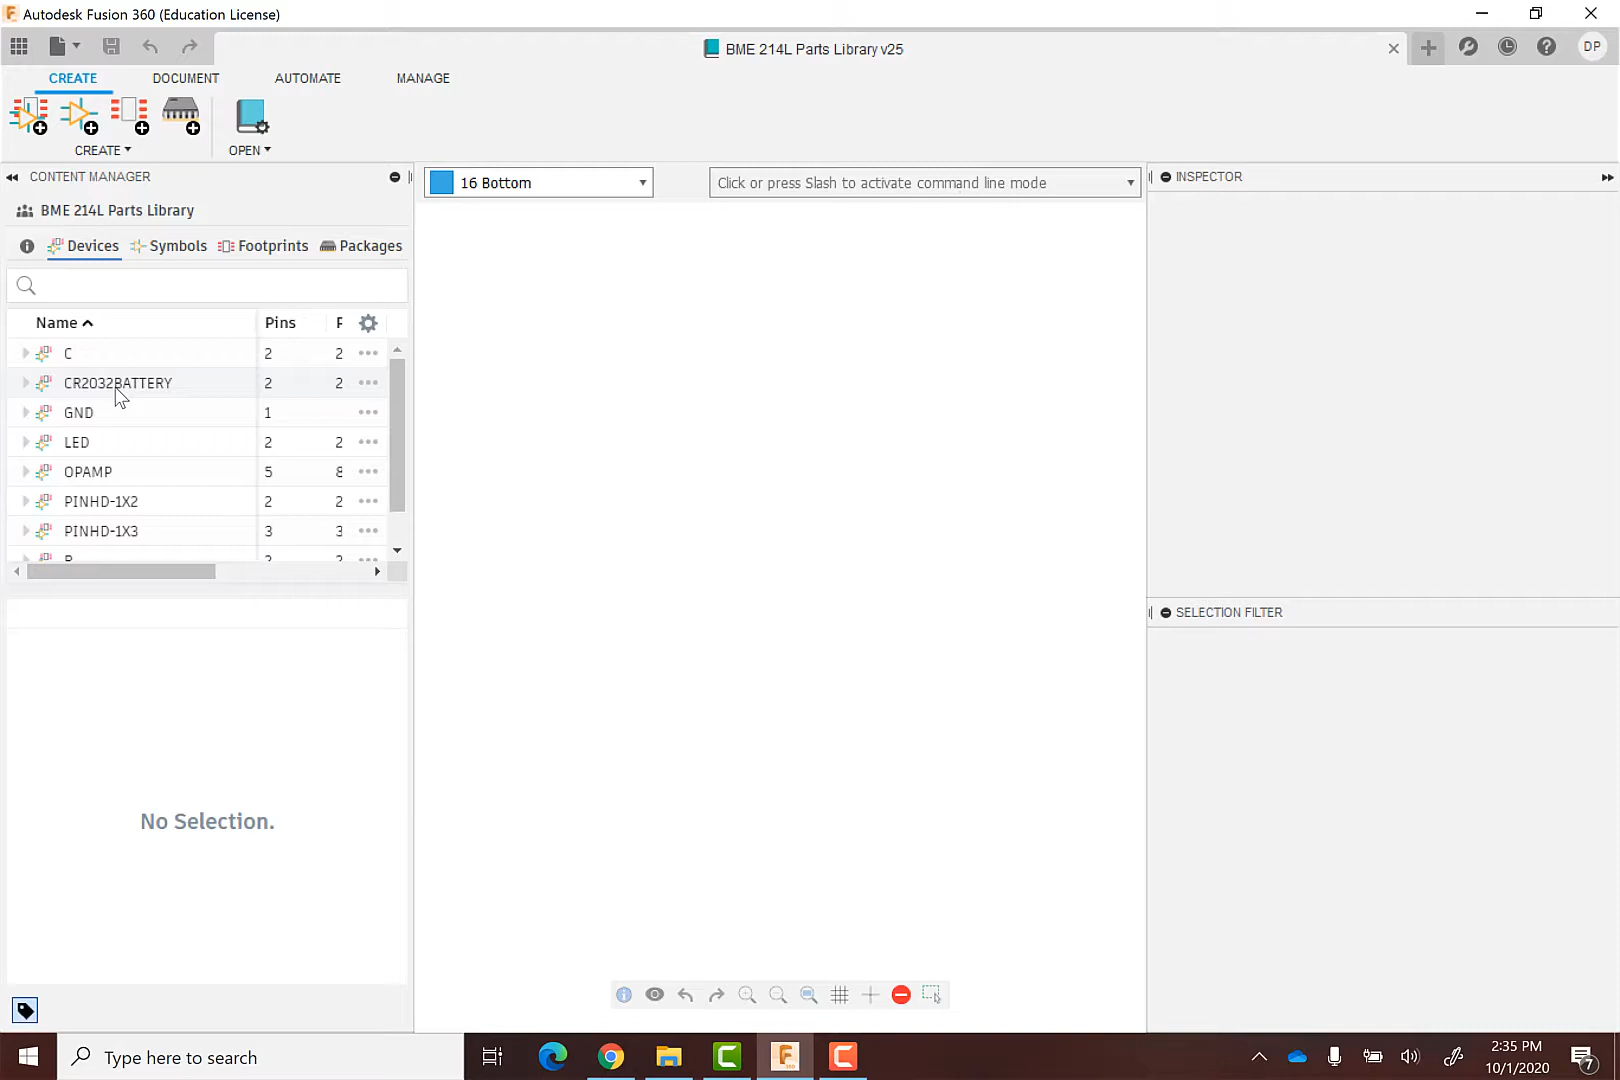 Autodesk Fusion 360 (Education License)
BME 214L Parts Library v25
DP
CREATE DOCUMENT AUTOMATE MANAGE
CREATE OPEN
CONTENT MANAGER
BME 214L Parts Library
Devices Symbols Footprints Packages
16 Bottom
Click or press Slash to activate command line mode
INSPECTOR
Name Pins
C 2 2
CR2032BATTERY 2 2
GND 1
LED 2 2
OPAMP 5 8
PINHD-1X2 2 2
PINHD-1X3 3 3
No Selection.
SELECTION FILTER
Type here to search
2:35 PM
10/1/2020
7